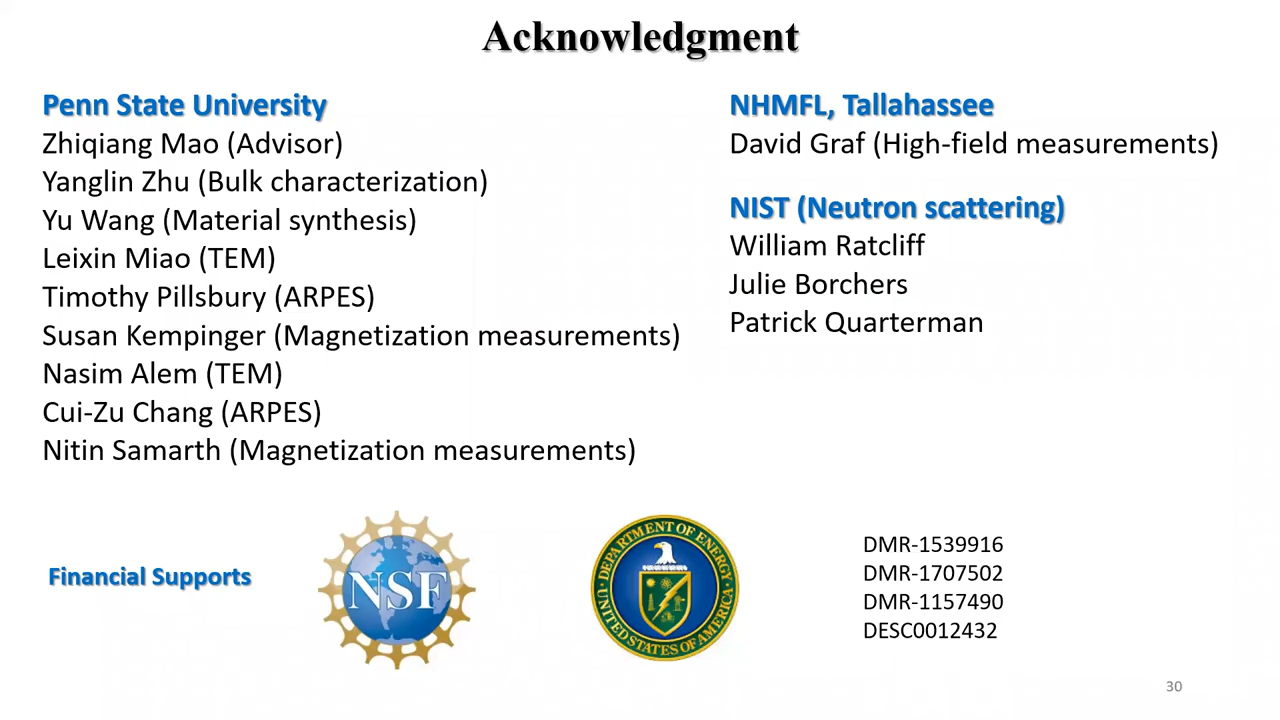 Acknowledgment
Penn State University
Zhiqiang Mao (Advisor)
Yanglin Zhu (Bulk characterization)
Yu Wang (Material synthesis)
Leixin Miao (TEM)
Timothy Pillsbury (ARPES)
Susan Kempinger (Magnetization measurements)
Nasim Alem (TEM)
Cui-Zu Chang (ARPES)
Nitin Samarth (Magnetization measurements)
NHMFL, Tallahassee
David Graf (High-field measurements)
NIST (Neutron scattering)
William Ratcliff
Julie Borchers
Patrick Quarterman
Financial Supports
NSF
DEPARTMENT OF ENERGY
UNITED STATES OF AMERICA
DMR-1539916
DMR-1707502
DMR-1157490
DESC0012432
30